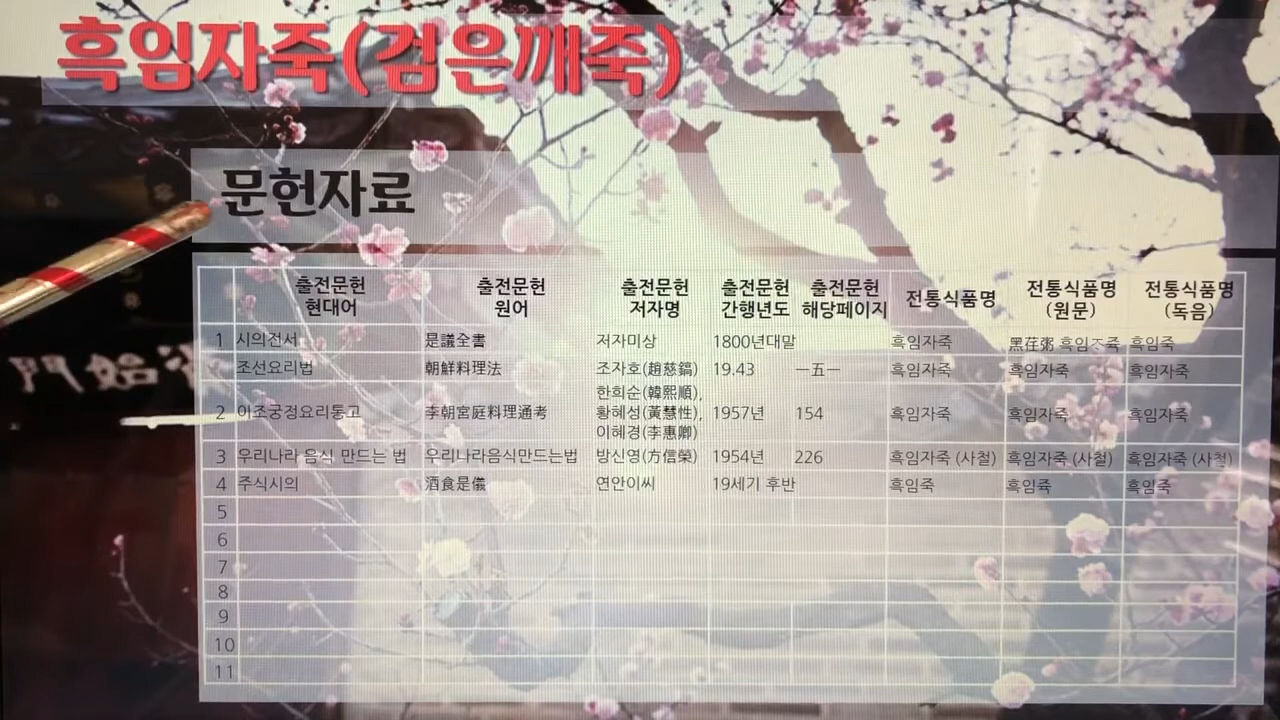 흑임자죽(검은깨죽)
문헌자료
출전문헌 현대어 출전문헌 원어 출전문헌 저자명 출전문헌 간행년도 출전문헌 해당페이지 전통식품명 전통식품명 (원문) 전통식품명 (독음)
1 시의전서 是議全書 저자미상 1800년대말 흑임자죽 黑荏粥 흑임ᄌᆞ죽 흑임죽
조선요리법 朝鮮料理法 조자호(趙慈鎬) 19.43 一五一 흑임자죽 흑임자죽 흑임자죽
2 이조궁정요리통고 李朝宮庭料理通考 한희순(韓熙順), 황혜성(黃慧性), 이혜경(李惠卿) 1957년 154 흑임자죽 흑임자죽 흑임자죽
3 우리나라 음식 만드는 법 우리나라음식만드는법 방신영(方信榮) 1954년 226 흑임자죽 (사철) 흑임자죽 (사철) 흑임자죽 (사철)
4 주식시의 酒食是儀 연안이씨 19세기 후반 흑임죽 흑임쥭 흑임죽
5
6
7
8
9
10
11
門始